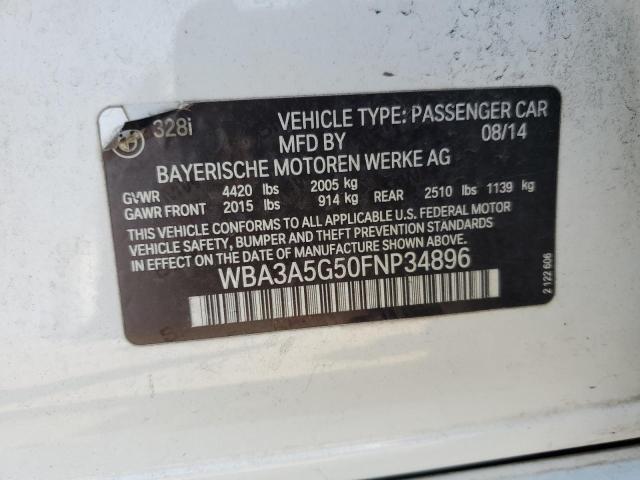 328i
VEHICLE TYPE: PASSENGER CAR
MFD BY 08/14
BAYERISCHE MOTOREN WERKE AG
GVWR 4420 lbs 2005 kg
GAWR FRONT 2015 lbs 914 kg REAR 2510 lbs 1139 kg
THIS VEHICLE CONFORMS TO ALL APPLICABLE U.S. FEDERAL MOTOR
VEHICLE SAFETY, BUMPER AND THEFT PREVENTION STANDARDS
IN EFFECT ON THE DATE OF MANUFACTURE SHOWN ABOVE.
WBA3A5G50FNP34896
2 122 606